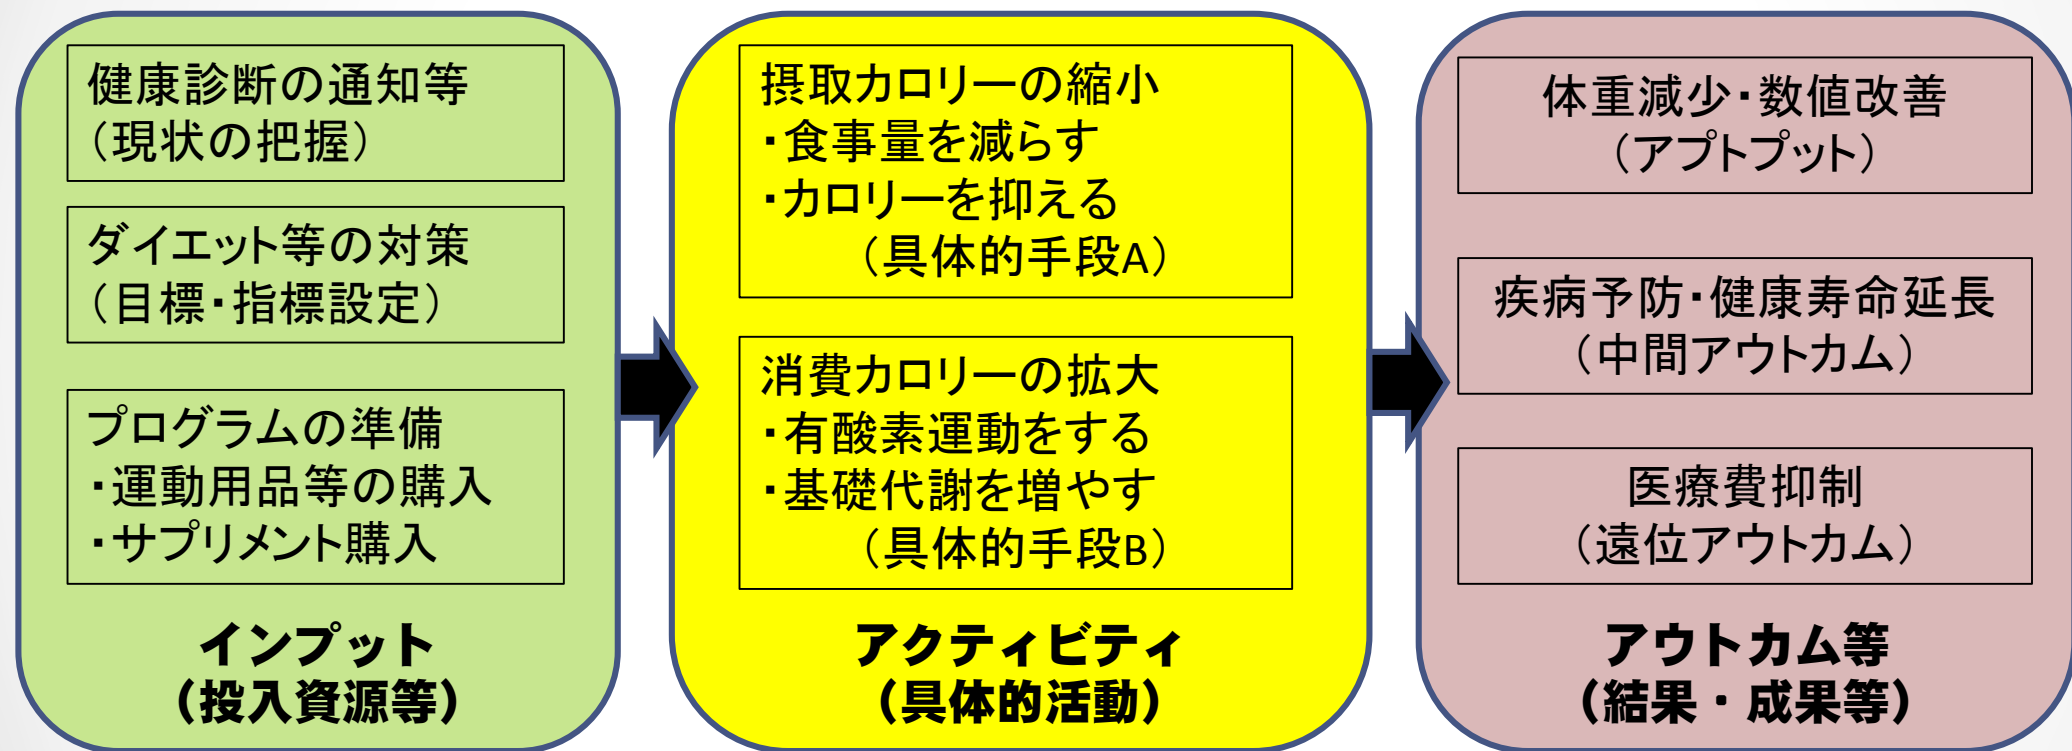 健康診断の通知等
（現状の把握）
ダイエット等の対策
（目標・指標設定）
プログラムの準備
・運動用品等の購入
・サプリメント購入
インプット
（投入資源等）
摂取カロリーの縮小
・食事量を減らす
・カロリーを抑える
（具体的手段A）
消費カロリーの拡大
・有酸素運動をする
・基礎代謝を増やす
（具体的手段B）
アクティビティ
（具体的活動）
体重減少・数値改善
（アプトプット）
疾病予防・健康寿命延長
（中間アウトカム）
医療費抑制
（遠位アウトカム）
アウトカム等
（結果・成果等）